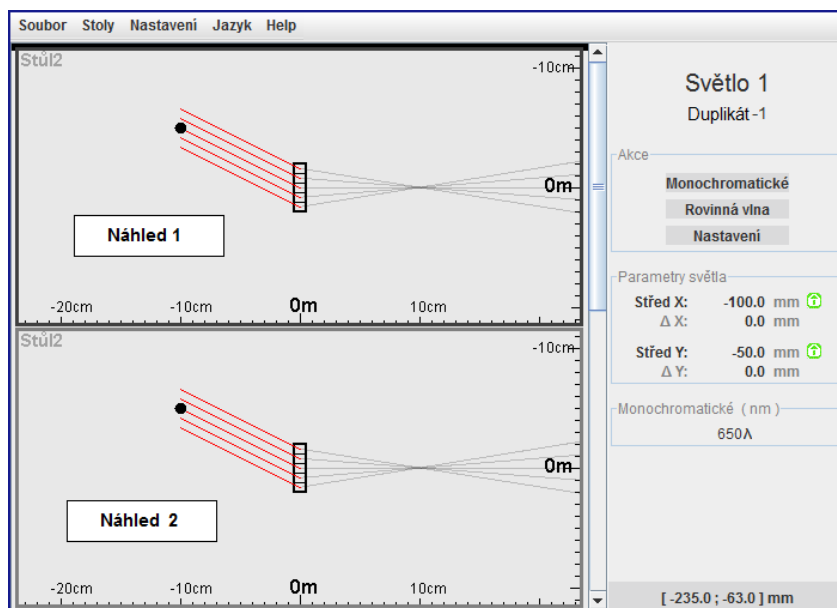 Soubor Stoly Nastavení Jazyk Help
Stůl2
-10cm
0m
Náhled 1
-20cm -10cm 0m 10cm
Stůl2
-10cm
0m
Náhled 2
-20cm -10cm 0m 10cm
Světlo 1
Duplikát-1
Akce
Monochromatické
Rovinná vlna
Nastavení
Parametry světla
Střed X: -100.0 mm
Δ X: 0.0 mm
Střed Y: -50.0 mm
Δ Y: 0.0 mm
Monochromatické ( nm )
650Λ
[ -235.0 ; -63.0 ] mm